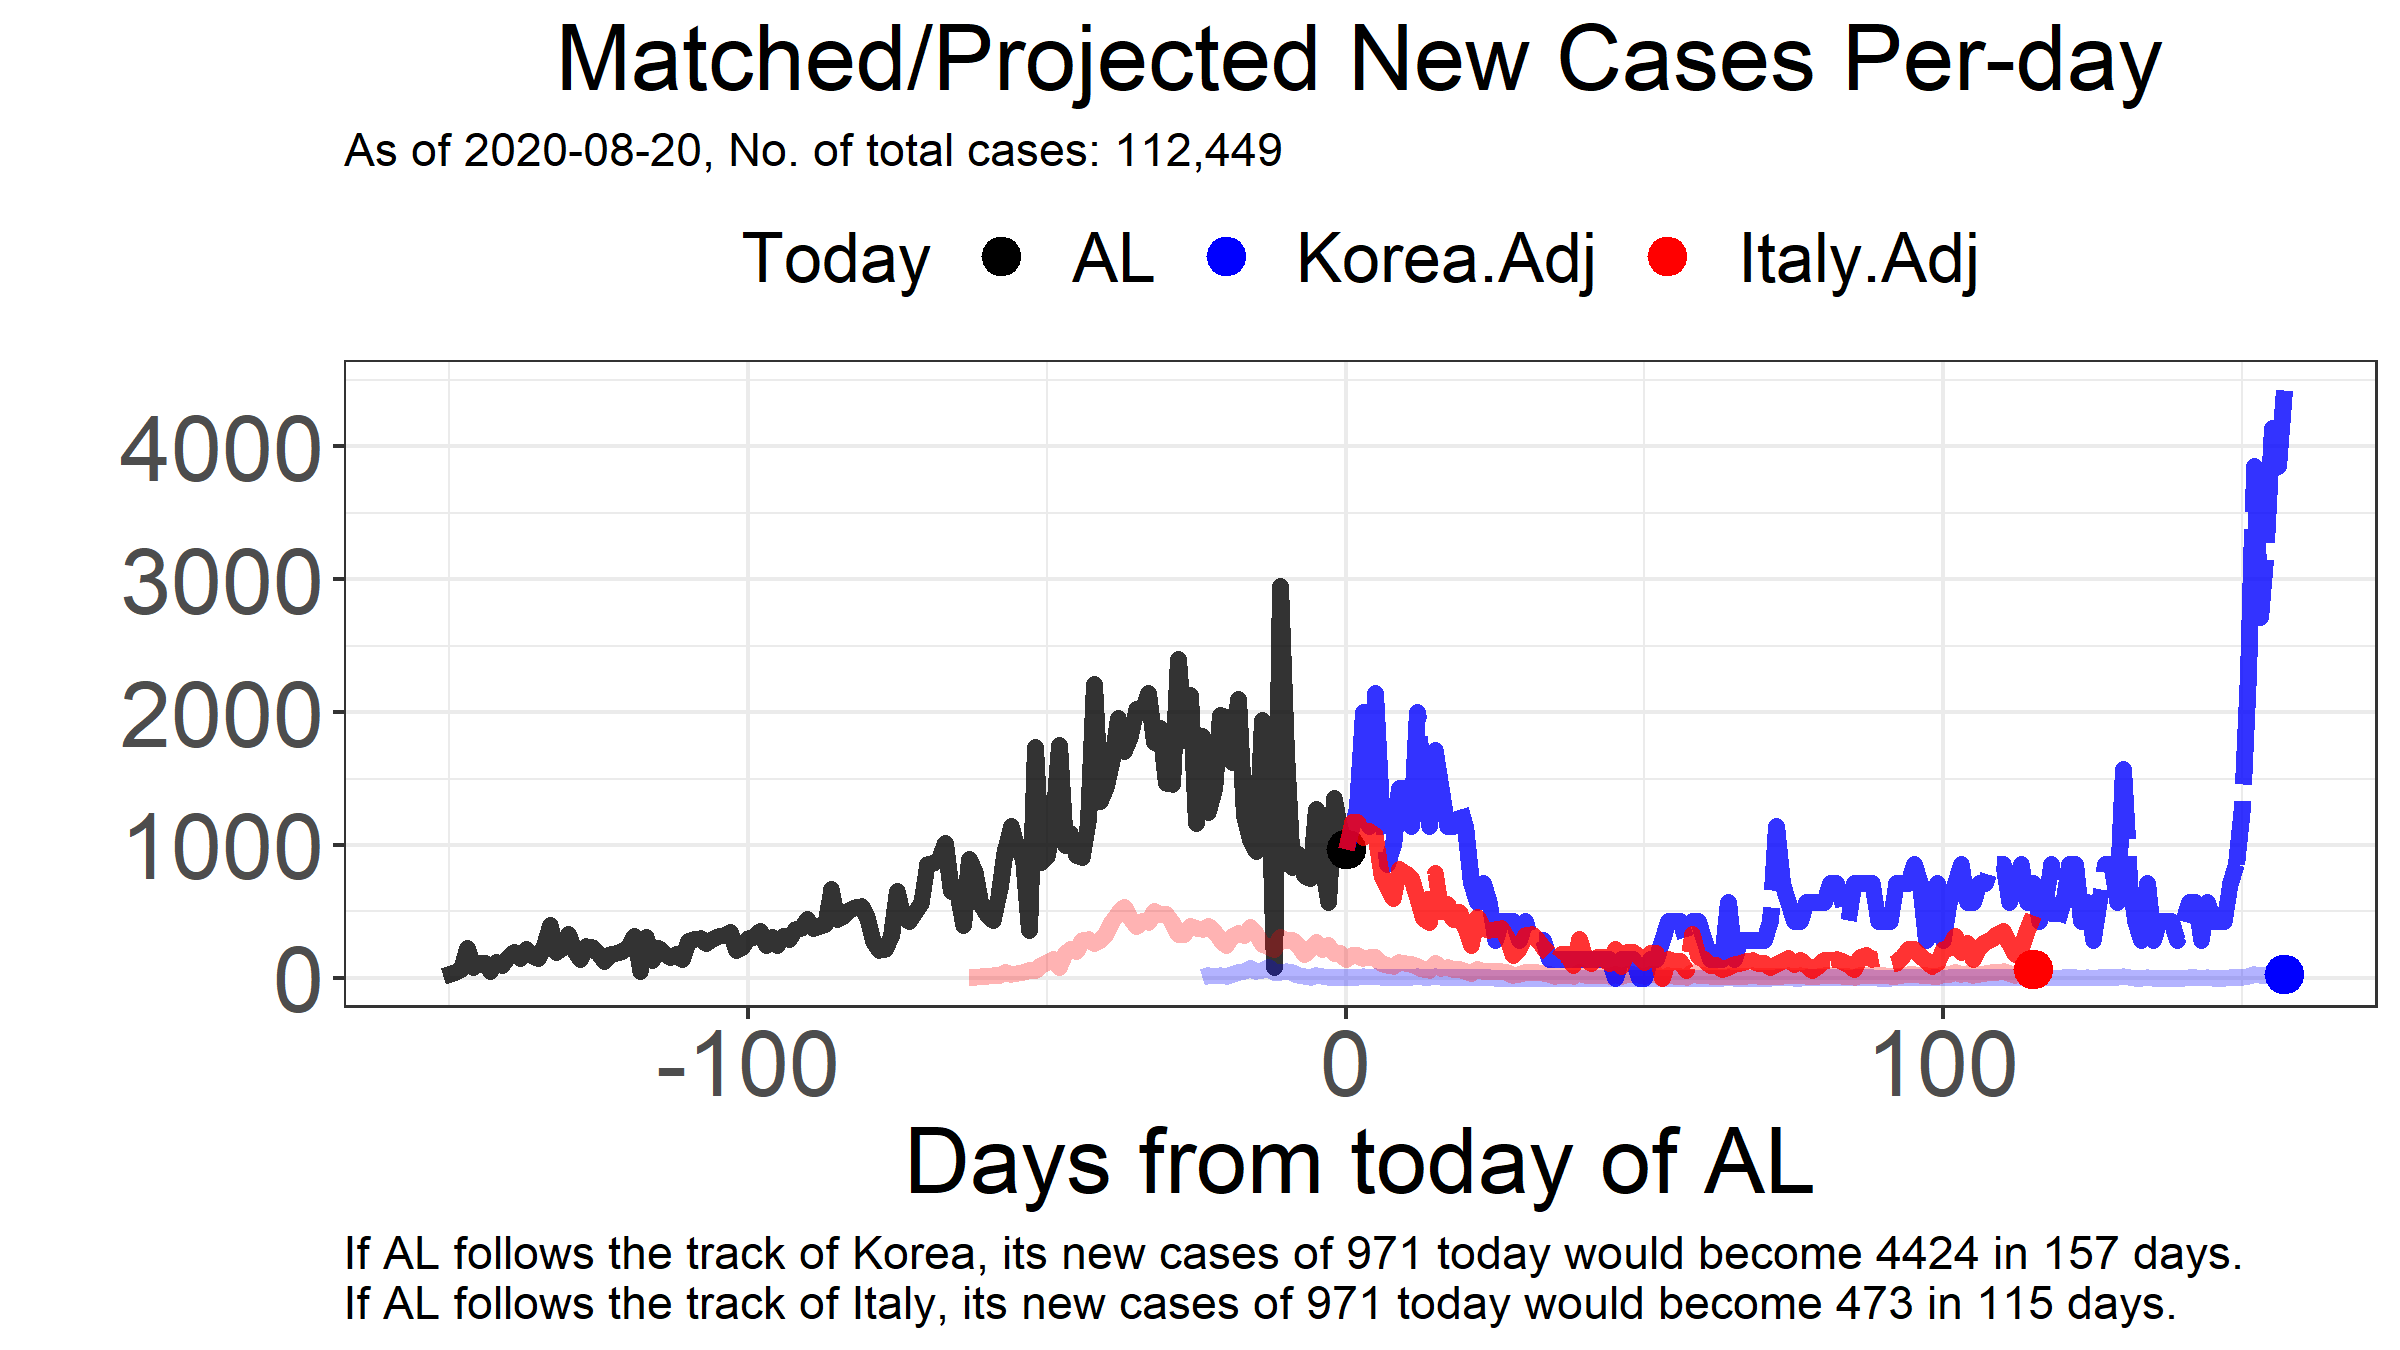 Matched/Projected New Cases Per-day
As of 2020-08-20, No. of total cases: 112,449
Today AL Korea.Adj Italy.Adj
4000
3000
2000
1000
0
-100 0 100
Days from today of AL
If AL follows the track of Korea, its new cases of 971 today would become 4424 in 157 days.
If AL follows the track of Italy, its new cases of 971 today would become 473 in 115 days.